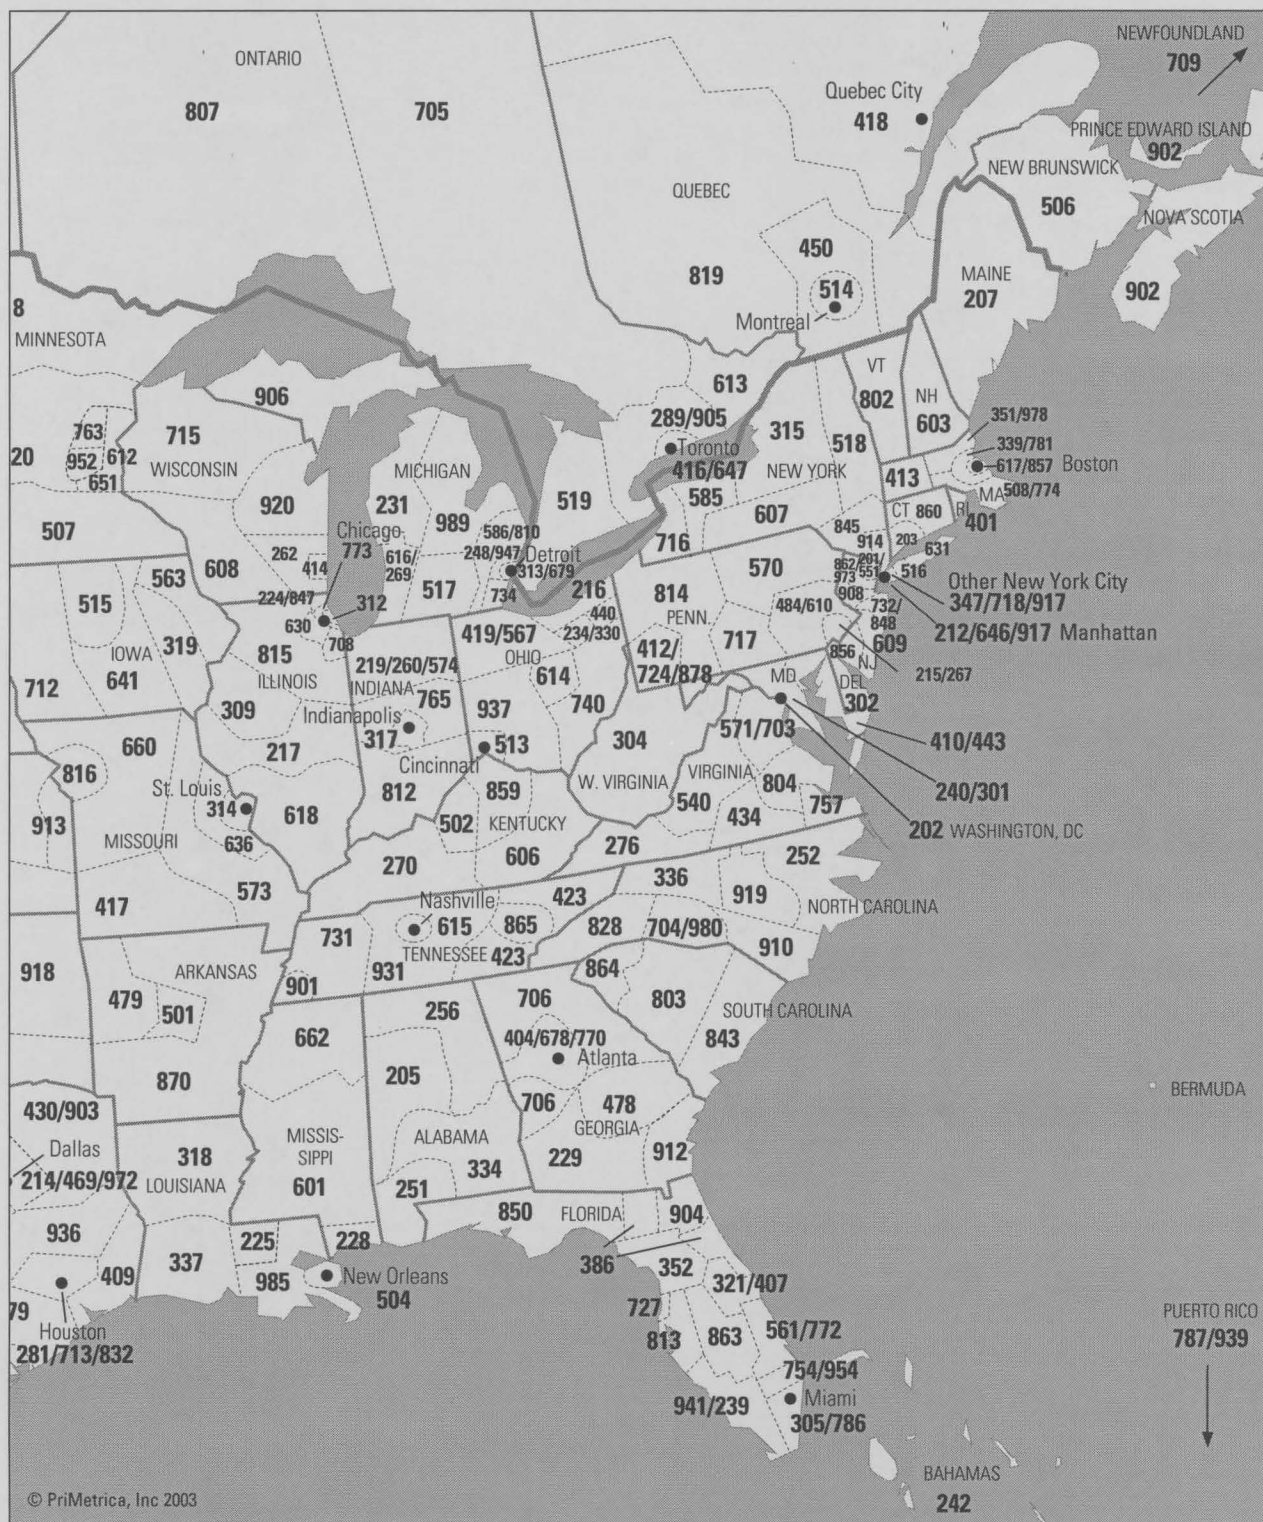 NEWFOUNDLAND
709
ONTARIO
807
705
Quebec City
418
PRINCE EDWARD ISLAND
902
NEW BRUNSWICK
506
NOVA SCOTIA
902
QUEBEC
450
819
514
Montreal
MAINE
207
8
MINNESOTA
613
VT
802
NH
603
906
289/905
Toronto
416/647
315
518
NEW YORK
351/978
339/781
617/857 Boston
413
MA
508/774
763
715
612
20
952
WISCONSIN
651
MICHIGAN
920
231
989
519
585
607
CT 860
RI
401
507
Chicago
773
586/810
248/947
Detroit
313/679
716
845
914
203
631
262
414
616/
269
608
563
517
734
216
814
570
862/
973
201/
551
516
908
Other New York City
347/718/917
515
224/847
312
630
708
440
234/330
PENN.
484/610
732/
848
212/646/917 Manhattan
319
IOWA
815
419/567
OHIO
412/
724/878
717
609
856
NJ
215/267
641
ILLINOIS
219/260/574
INDIANA
614
MD
DEL
302
712
309
765
740
937
Indianapolis
317
571/703
410/443
660
217
513
Cincinnati
304
816
St. Louis
314
812
859
W. VIRGINIA
VIRGINIA
804
240/301
540
757
913
618
502
KENTUCKY
434
202 WASHINGTON, DC
MISSOURI
636
606
276
252
270
573
336
919
417
Nashville
423
NORTH CAROLINA
731
615
865
828
704/980
910
918
ARKANSAS
TENNESSEE
423
931
864
901
479
501
706
803
SOUTH CAROLINA
256
662
404/678/770
843
Atlanta
870
205
BERMUDA
430/903
706
478
MISSIS-
SIPPI
ALABAMA
GEORGIA
Dallas
318
229
912
214/469/972
LOUISIANA
601
251
334
850
FLORIDA
904
936
225
228
386
337
352
409
985
New Orleans
504
321/407
79
727
Houston
281/713/832
813
863
561/772
PUERTO RICO
787/939
754/954
941/239
Miami
305/786
BAHAMAS
242
© PriMetrica, Inc 2003